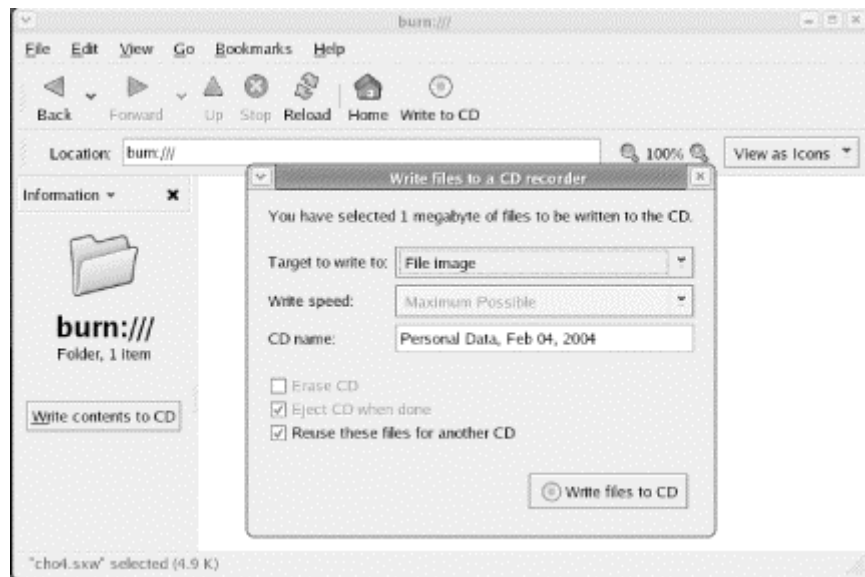 burn:///
File Edit View Go Bookmarks Help
Back Forward Up Stop Reload Home Write to CD
Location: burn:/// 100% View as Icons
Information
Write files to a CD recorder
You have selected 1 megabyte of files to be written to the CD.
Target to write to: File image
Write speed: Maximum Possible
CD name: Personal Data, Feb 04, 2004
Erase CD
Eject CD when done
Reuse these files for another CD
Write files to CD
burn:///
Folder, 1 item
Write contents to CD
"cho4.sxw" selected (4.9 K)